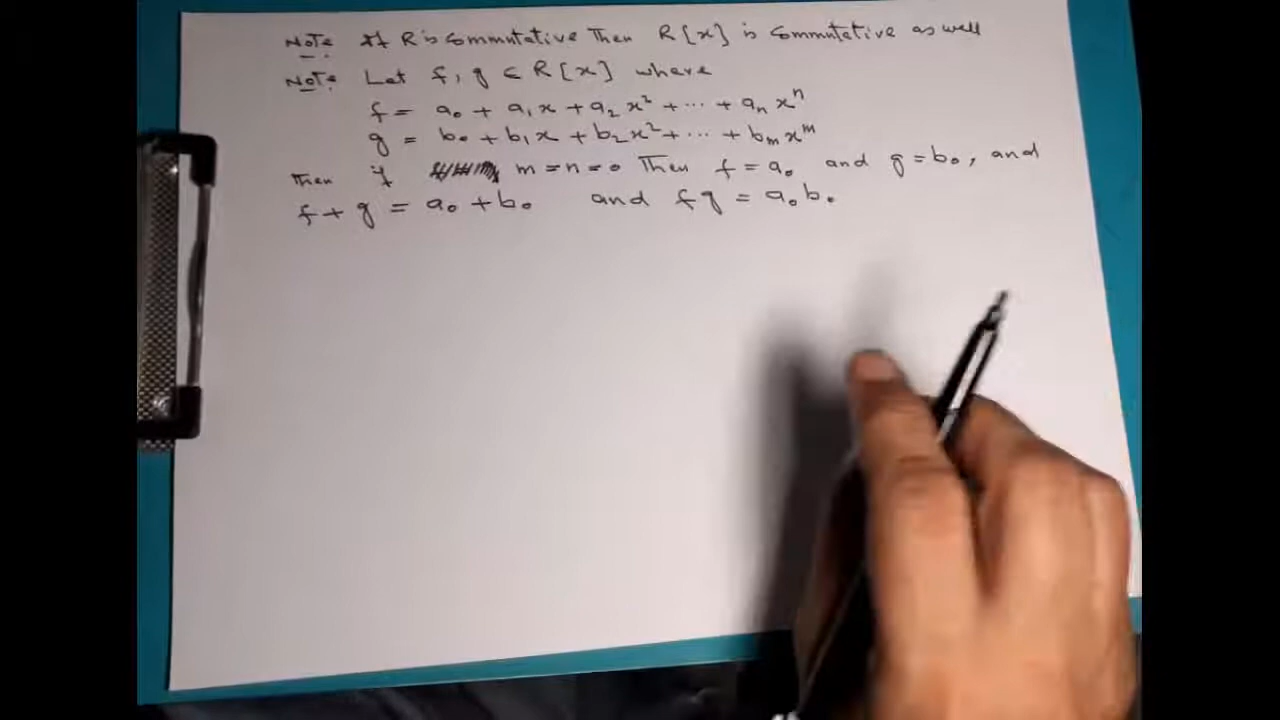 Note If R is commutative Then R[x] is commutative as well
Note: Let f, g ⊂ R[x] where
f = a₀ + a₁x + a₂x² + ⋯ + aₙxⁿ
g = b₀ + b₁x + b₂x² + ⋯ + bₘxᵐ
Then if m = n = 0 Then f = a₀ and g = b₀, and
f + g = a₀ + b₀ and fg = a₀b₀